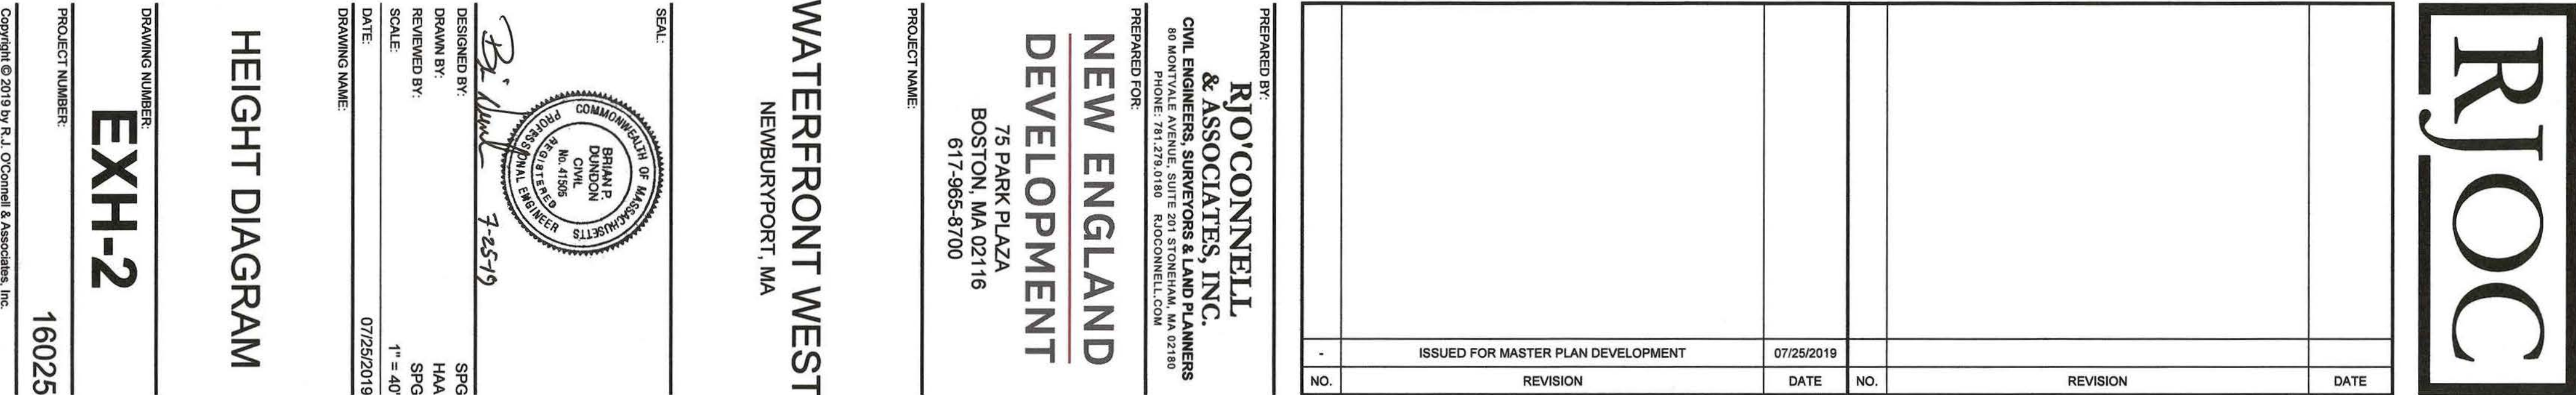 RJOC
NO. REVISION DATE NO. REVISION DATE
- ISSUED FOR MASTER PLAN DEVELOPMENT 07/25/2019
PREPARED BY:
RJO'CONNELL
& ASSOCIATES, INC.
CIVIL ENGINEERS, SURVEYORS & LAND PLANNERS
80 MONTVALE AVENUE, SUITE 201 STONEHAM, MA 02180
PHONE: 781.279.0180 RJOCONNELL.COM
PREPARED FOR:
NEW ENGLAND
DEVELOPMENT
75 PARK PLAZA
BOSTON, MA 02116
617-965-8700
PROJECT NAME:
WATERFRONT WEST
NEWBURYPORT, MA
SEAL:
COMMONWEALTH OF MASSACHUSETTS
BRIAN P.
DUNDON
CIVIL
No. 41505
REGISTERED
PROFESSIONAL ENGINEER
7-25-19
DESIGNED BY: SPG
DRAWN BY: HAA
REVIEWED BY: SPG
SCALE: 1" = 40'
DATE: 07/25/2019
DRAWING NAME:
HEIGHT DIAGRAM
DRAWING NUMBER:
EXH-2
PROJECT NUMBER:
16025
Copyright © 2019 by R.J. O'Connell & Associates, Inc.